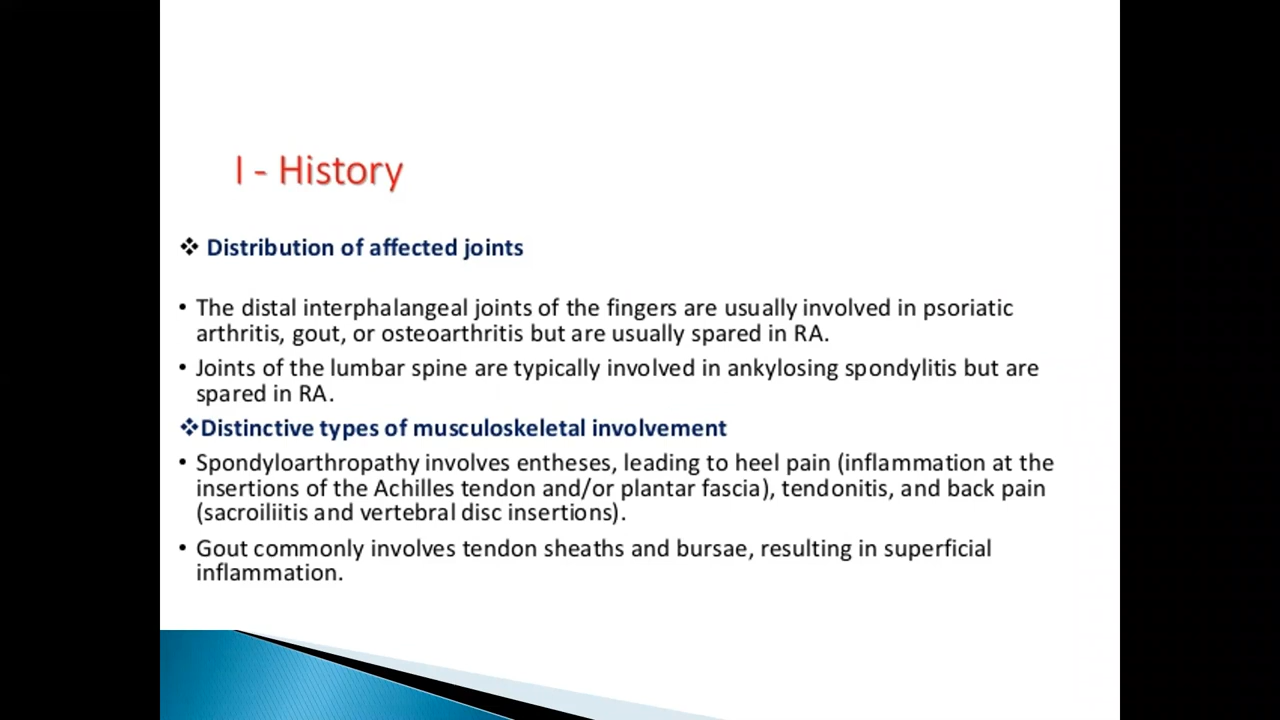 I - History
❖ Distribution of affected joints
• The distal interphalangeal joints of the fingers are usually involved in psoriatic
arthritis, gout, or osteoarthritis but are usually spared in RA.
• Joints of the lumbar spine are typically involved in ankylosing spondylitis but are
spared in RA.
❖Distinctive types of musculoskeletal involvement
• Spondyloarthropathy involves entheses, leading to heel pain (inflammation at the
insertions of the Achilles tendon and/or plantar fascia), tendonitis, and back pain
(sacroiliitis and vertebral disc insertions).
• Gout commonly involves tendon sheaths and bursae, resulting in superficial
inflammation.